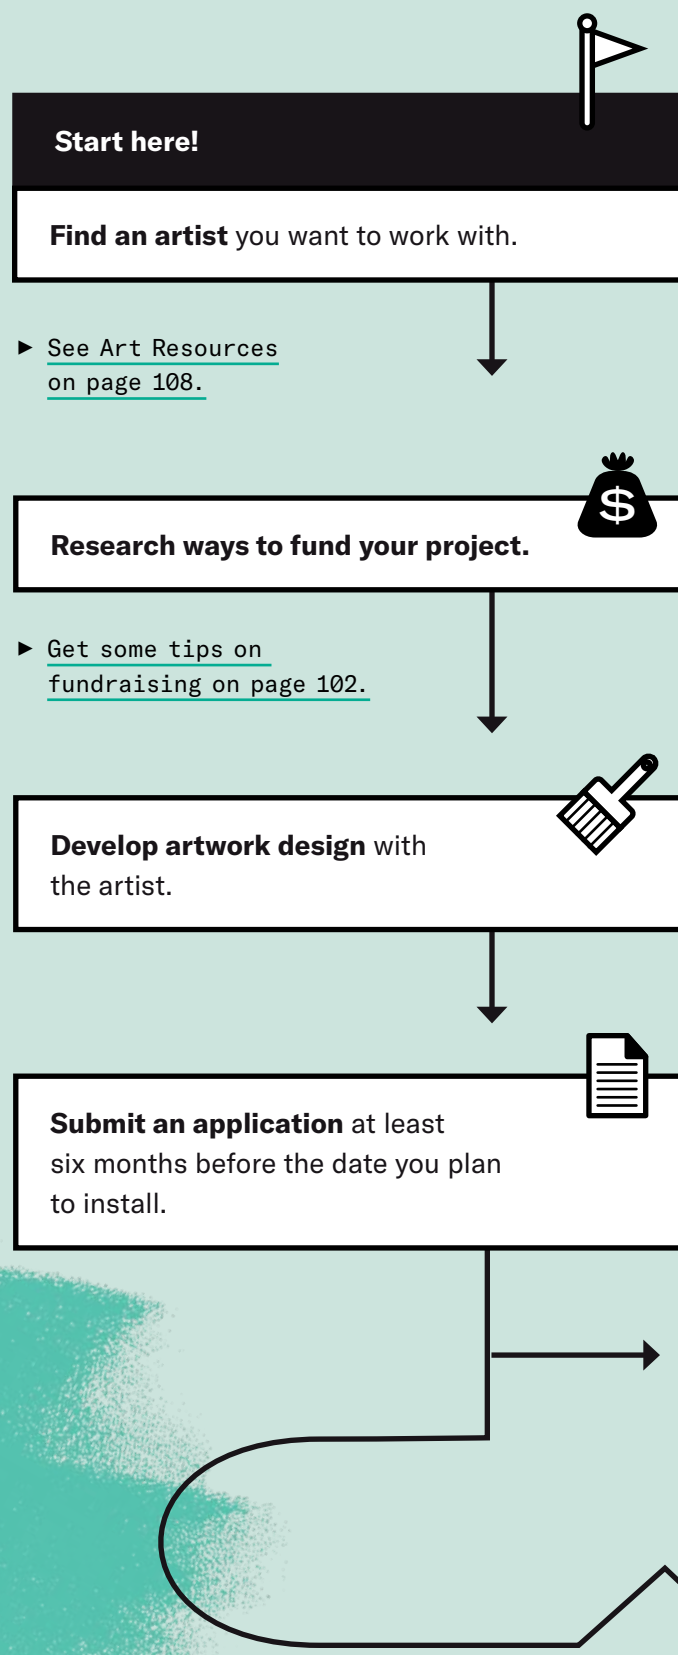 Start here!
Find an artist you want to work with.
► See Art Resources
on page 108.
$
Research ways to fund your project.
► Get some tips on
fundraising on page 102.
Develop artwork design with
the artist.
Submit an application at least
six months before the date you plan
to install.